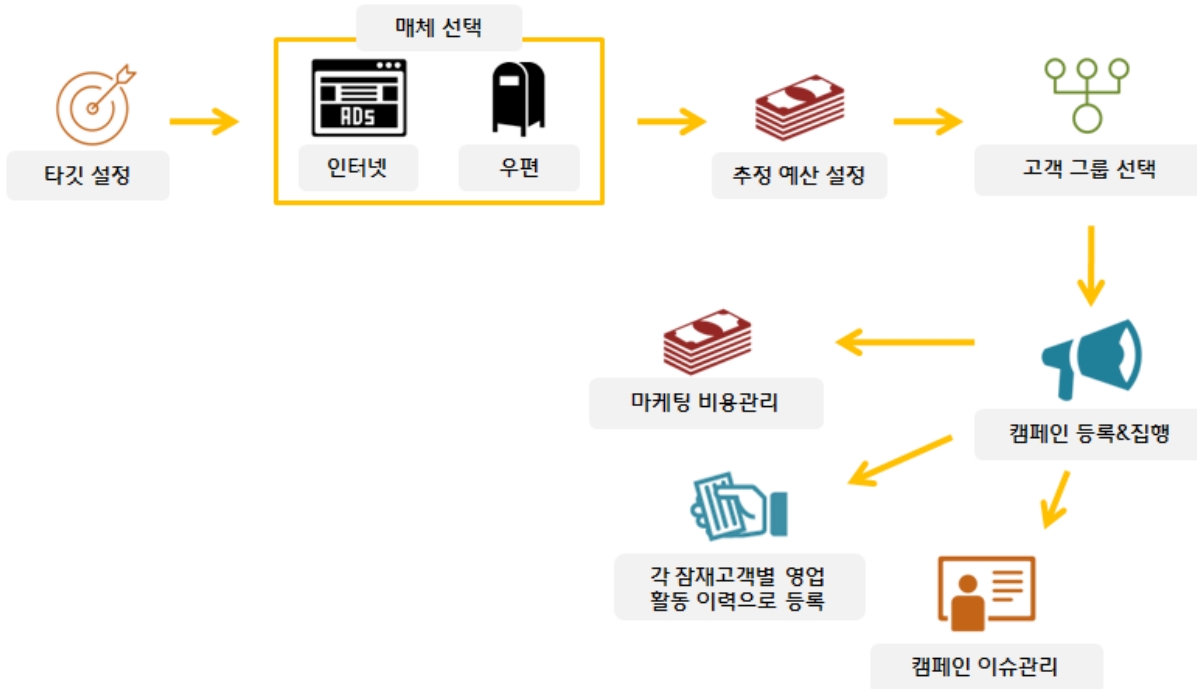 매체 선택
ADs
타깃 설정
인터넷
우편
추정 예산 설정
고객 그룹 선택
마케팅 비용관리
캠페인 등록&집행
각 잠재고객별 영업
활동 이력으로 등록
캠페인 이슈관리